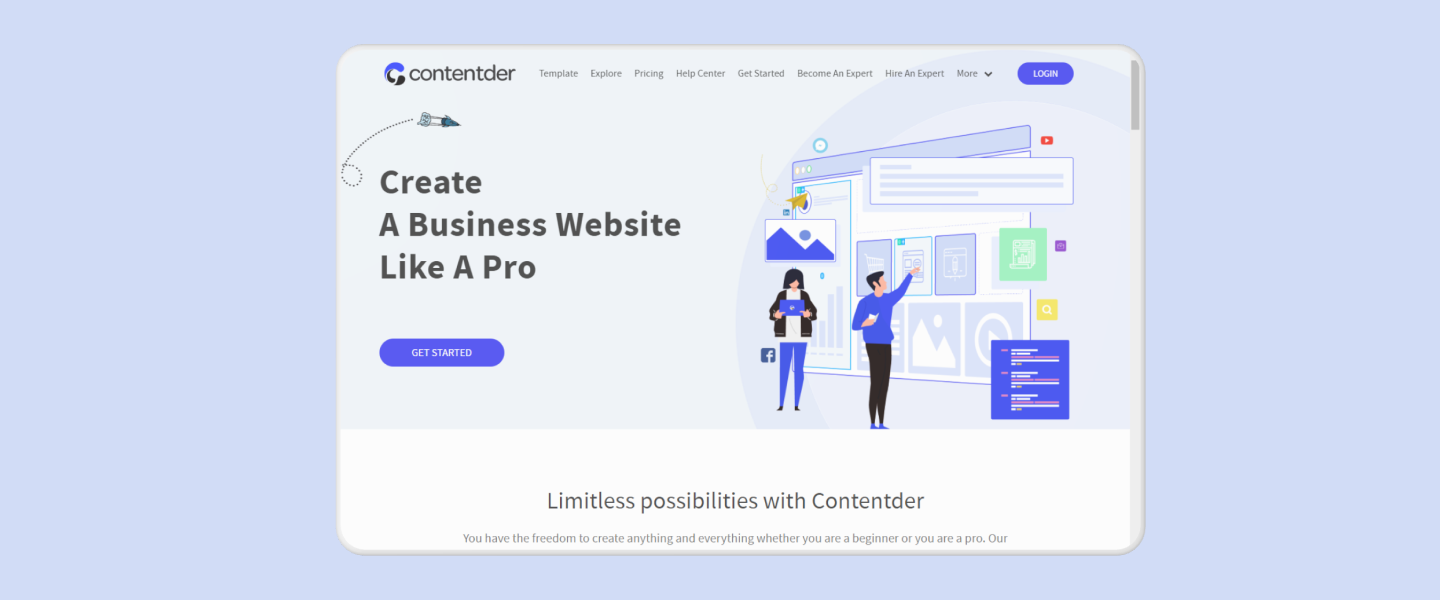 contentder
Template Explore Pricing Help Center Get Started Become An Expert Hire An Expert More LOGIN
Create
A Business Website
Like A Pro
GET STARTED
Limitless possibilities with Contentder
You have the freedom to create anything and everything whether you are a beginner or you are a pro. Our